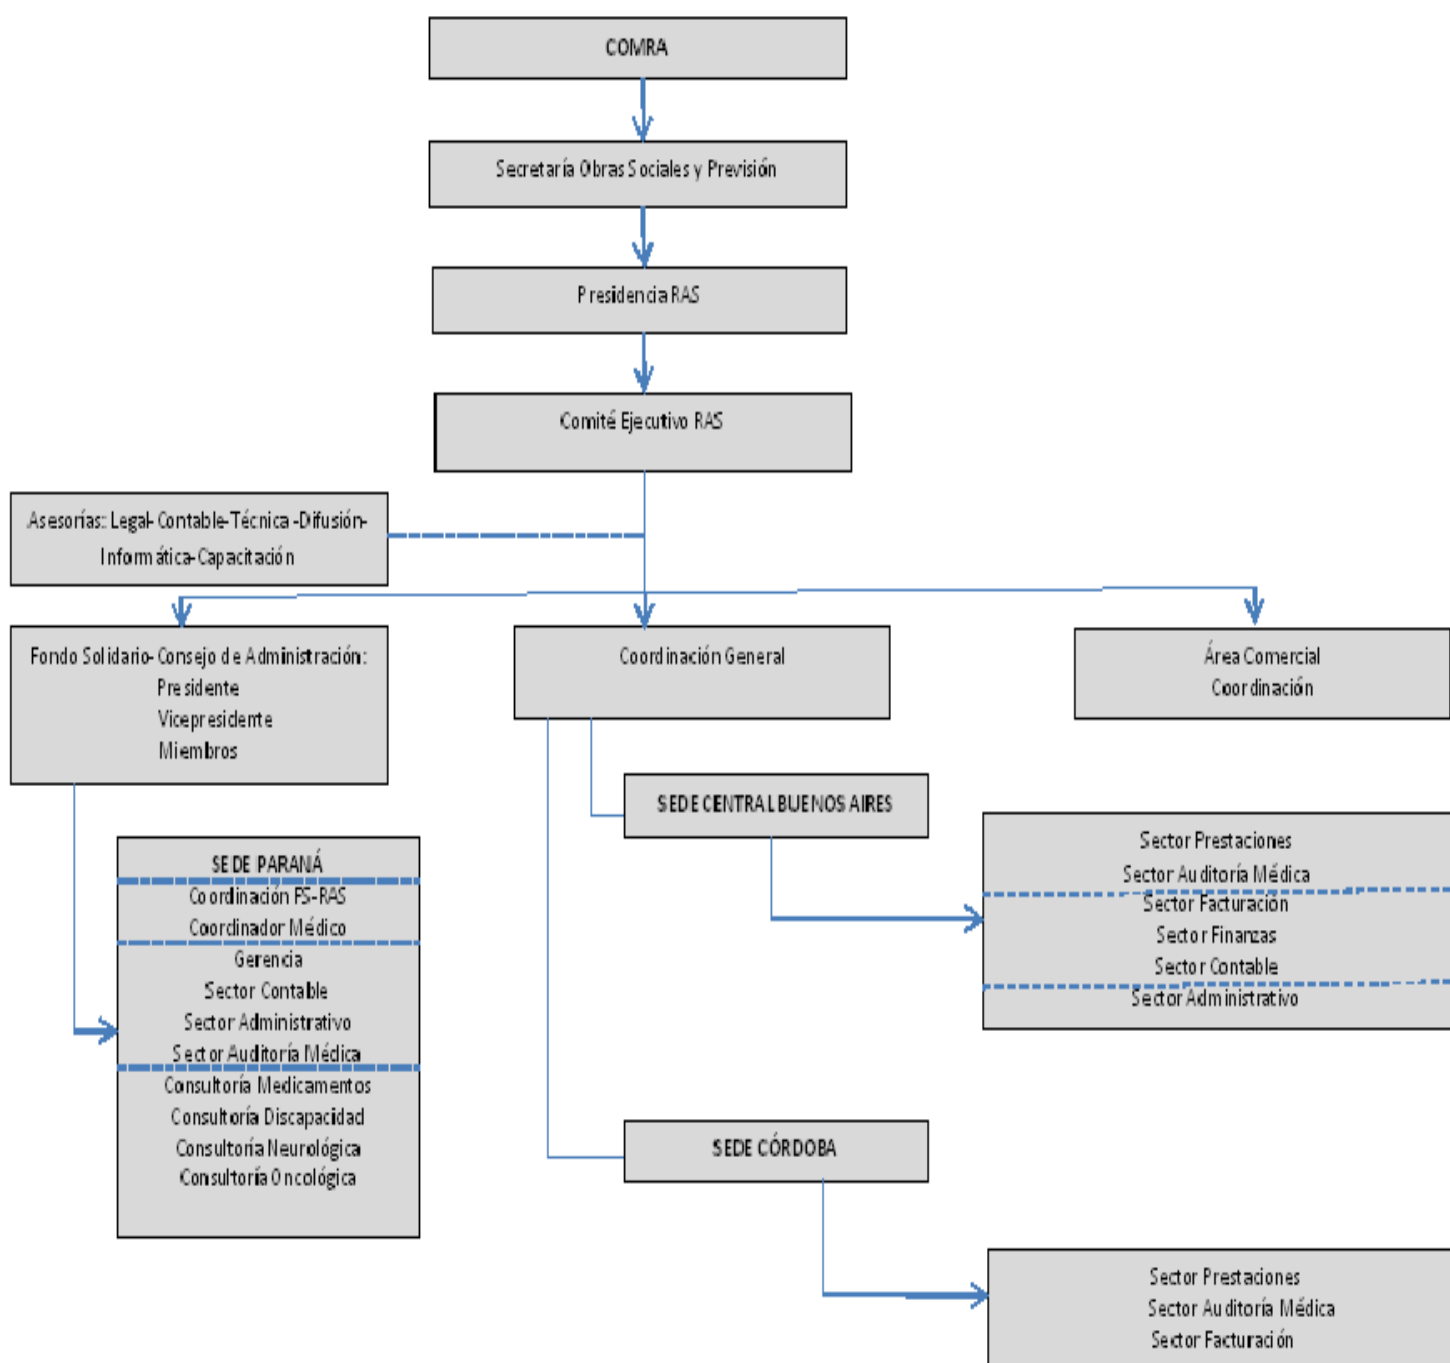 COMRA
Secretaría Obras Sociales y Previsión
Presidencia RAS
Comité Ejecutivo RAS
Asesorías: Legal-Contable-Técnica-Difusión-
Informática-Capacitación
Fondo Solidario-Consejo de Administración:
Presidente
Vicepresidente
Miembros
Coordinación General
Área Comercial
Coordinación
SEDE CENTRAL BUENOS AIRES
Sector Prestaciones
Sector Auditoría Médica
Sector Facturación
Sector Finanzas
Sector Contable
Sector Administrativo
SEDE PARANÁ
Coordinación FS-RAS
Coordinador Médico
Gerencia
Sector Contable
Sector Administrativo
Sector Auditoría Médica
Consultoría Medicamentos
Consultoría Discapacidad
Consultoría Neurológica
Consultoría Oncológica
SEDE CÓRDOBA
Sector Prestaciones
Sector Auditoría Médica
Sector Facturación